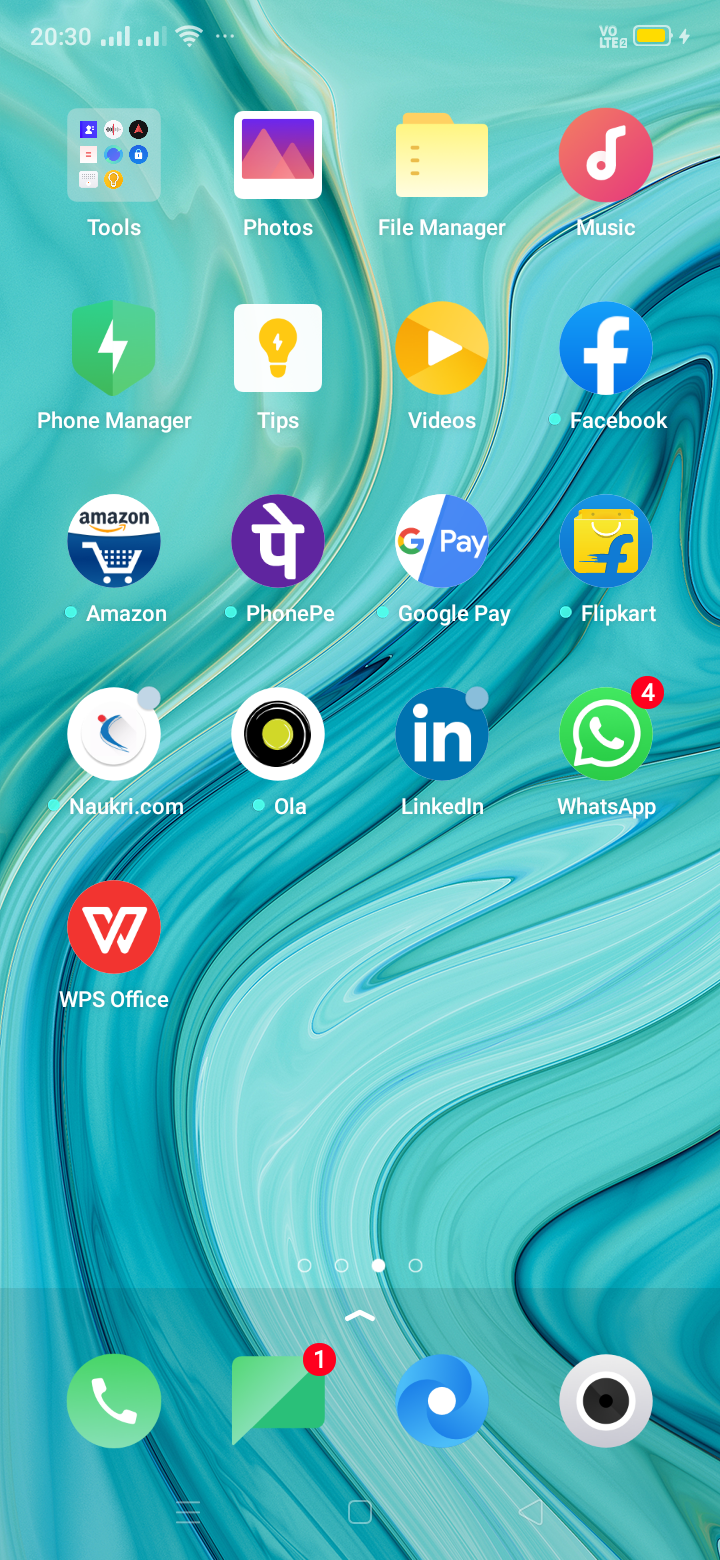 20:30
VO
LTE2
Tools
Photos
File Manager
Music
Phone Manager
Tips
Videos
Facebook
amazon
पे
G Pay
Amazon
PhonePe
Google Pay
Flipkart
in
4
Naukri.com
Ola
LinkedIn
WhatsApp
W
WPS Office
1